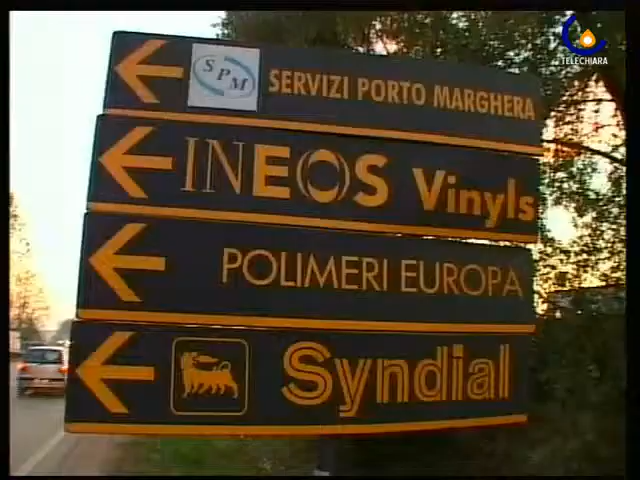 TELECHIARA
SPM SERVIZI PORTO MARGHERA
INEOS Vinyls
POLIMERI EUROPA
Syndial